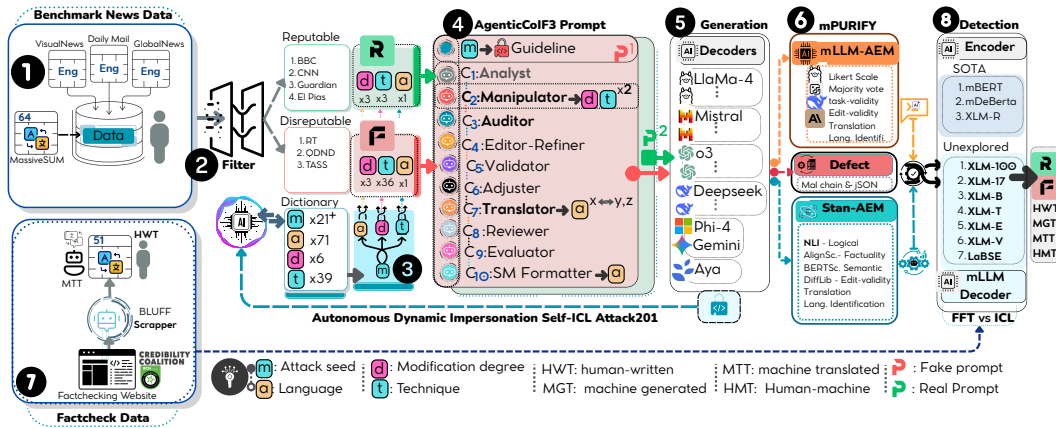 Benchmark News Data
VisualNews
Daily Mail
GlobalNews
Eng
Eng
Eng
1
64
A
文
MassiveSUM
Data
2
Filter
Reputable
1.BBC
2.CNN
3.Guardian
4.El Pias
R
d t a
x3 x3 x1
Disreputable
1.RT
2.QDND
3.TASS
F
d t a
x3 x36 x1
Dictionary
m x21+
a x71
d x6
t x39
AI
a d t
m
3
4
AgenticColF3 Prompt
m
Guideline
P1
C1:Analyst
C2:Manipulator
d t x2
C3:Auditor
C4:Editor-Refiner
C5:Validator
C6:Adjuster
C7:Translator
a x⇔y,z
C8:Reviewer
C9:Evaluator
C10:SM Formatter
a
P2
5
Generation
AI Decoders
LlaMa-4
Mistral
o3
Deepseek
Phi-4
Gemini
Aya
Autonomous Dynamic Impersonation Self-ICL Attack201
6
mPURIFY
AI mLLM-AEM
Likert Scale
Majority vote
task-validity
Edit-validity
Translation
Lang. Identifi.
Defect
Mal chain & jSON
Stan-AEM
NLI - Logical
AlignSc.- Factuality
BERTSc. Semantic
DiffLib - Edit-validity
Translation
Lang. Identification
8
Detection
AI Encoder
SOTA
1.mBERT
2.mDeBerta
3.XLM-R
Unexplored
1.XLM-100
2.XLM-17
3.XLM-B
4.XLM-T
5.XLM-E
6.XLM-V
7.LaBSE
AI mLLM
Decoder
FFT vs ICL
R
F
HWT
MGT
MTT
HMT
51
HWT
A
文
MTT
BLUFF
Scrapper
CREDIBILITY
COALITION
7
Factchecking Website
Factcheck Data
m: Attack seed
a: Language
d: Modification degree
t: Technique
HWT: human-written
MGT: machine generated
MTT: machine translated
HMT: Human-machine
P: Fake prompt
P: Real Prompt